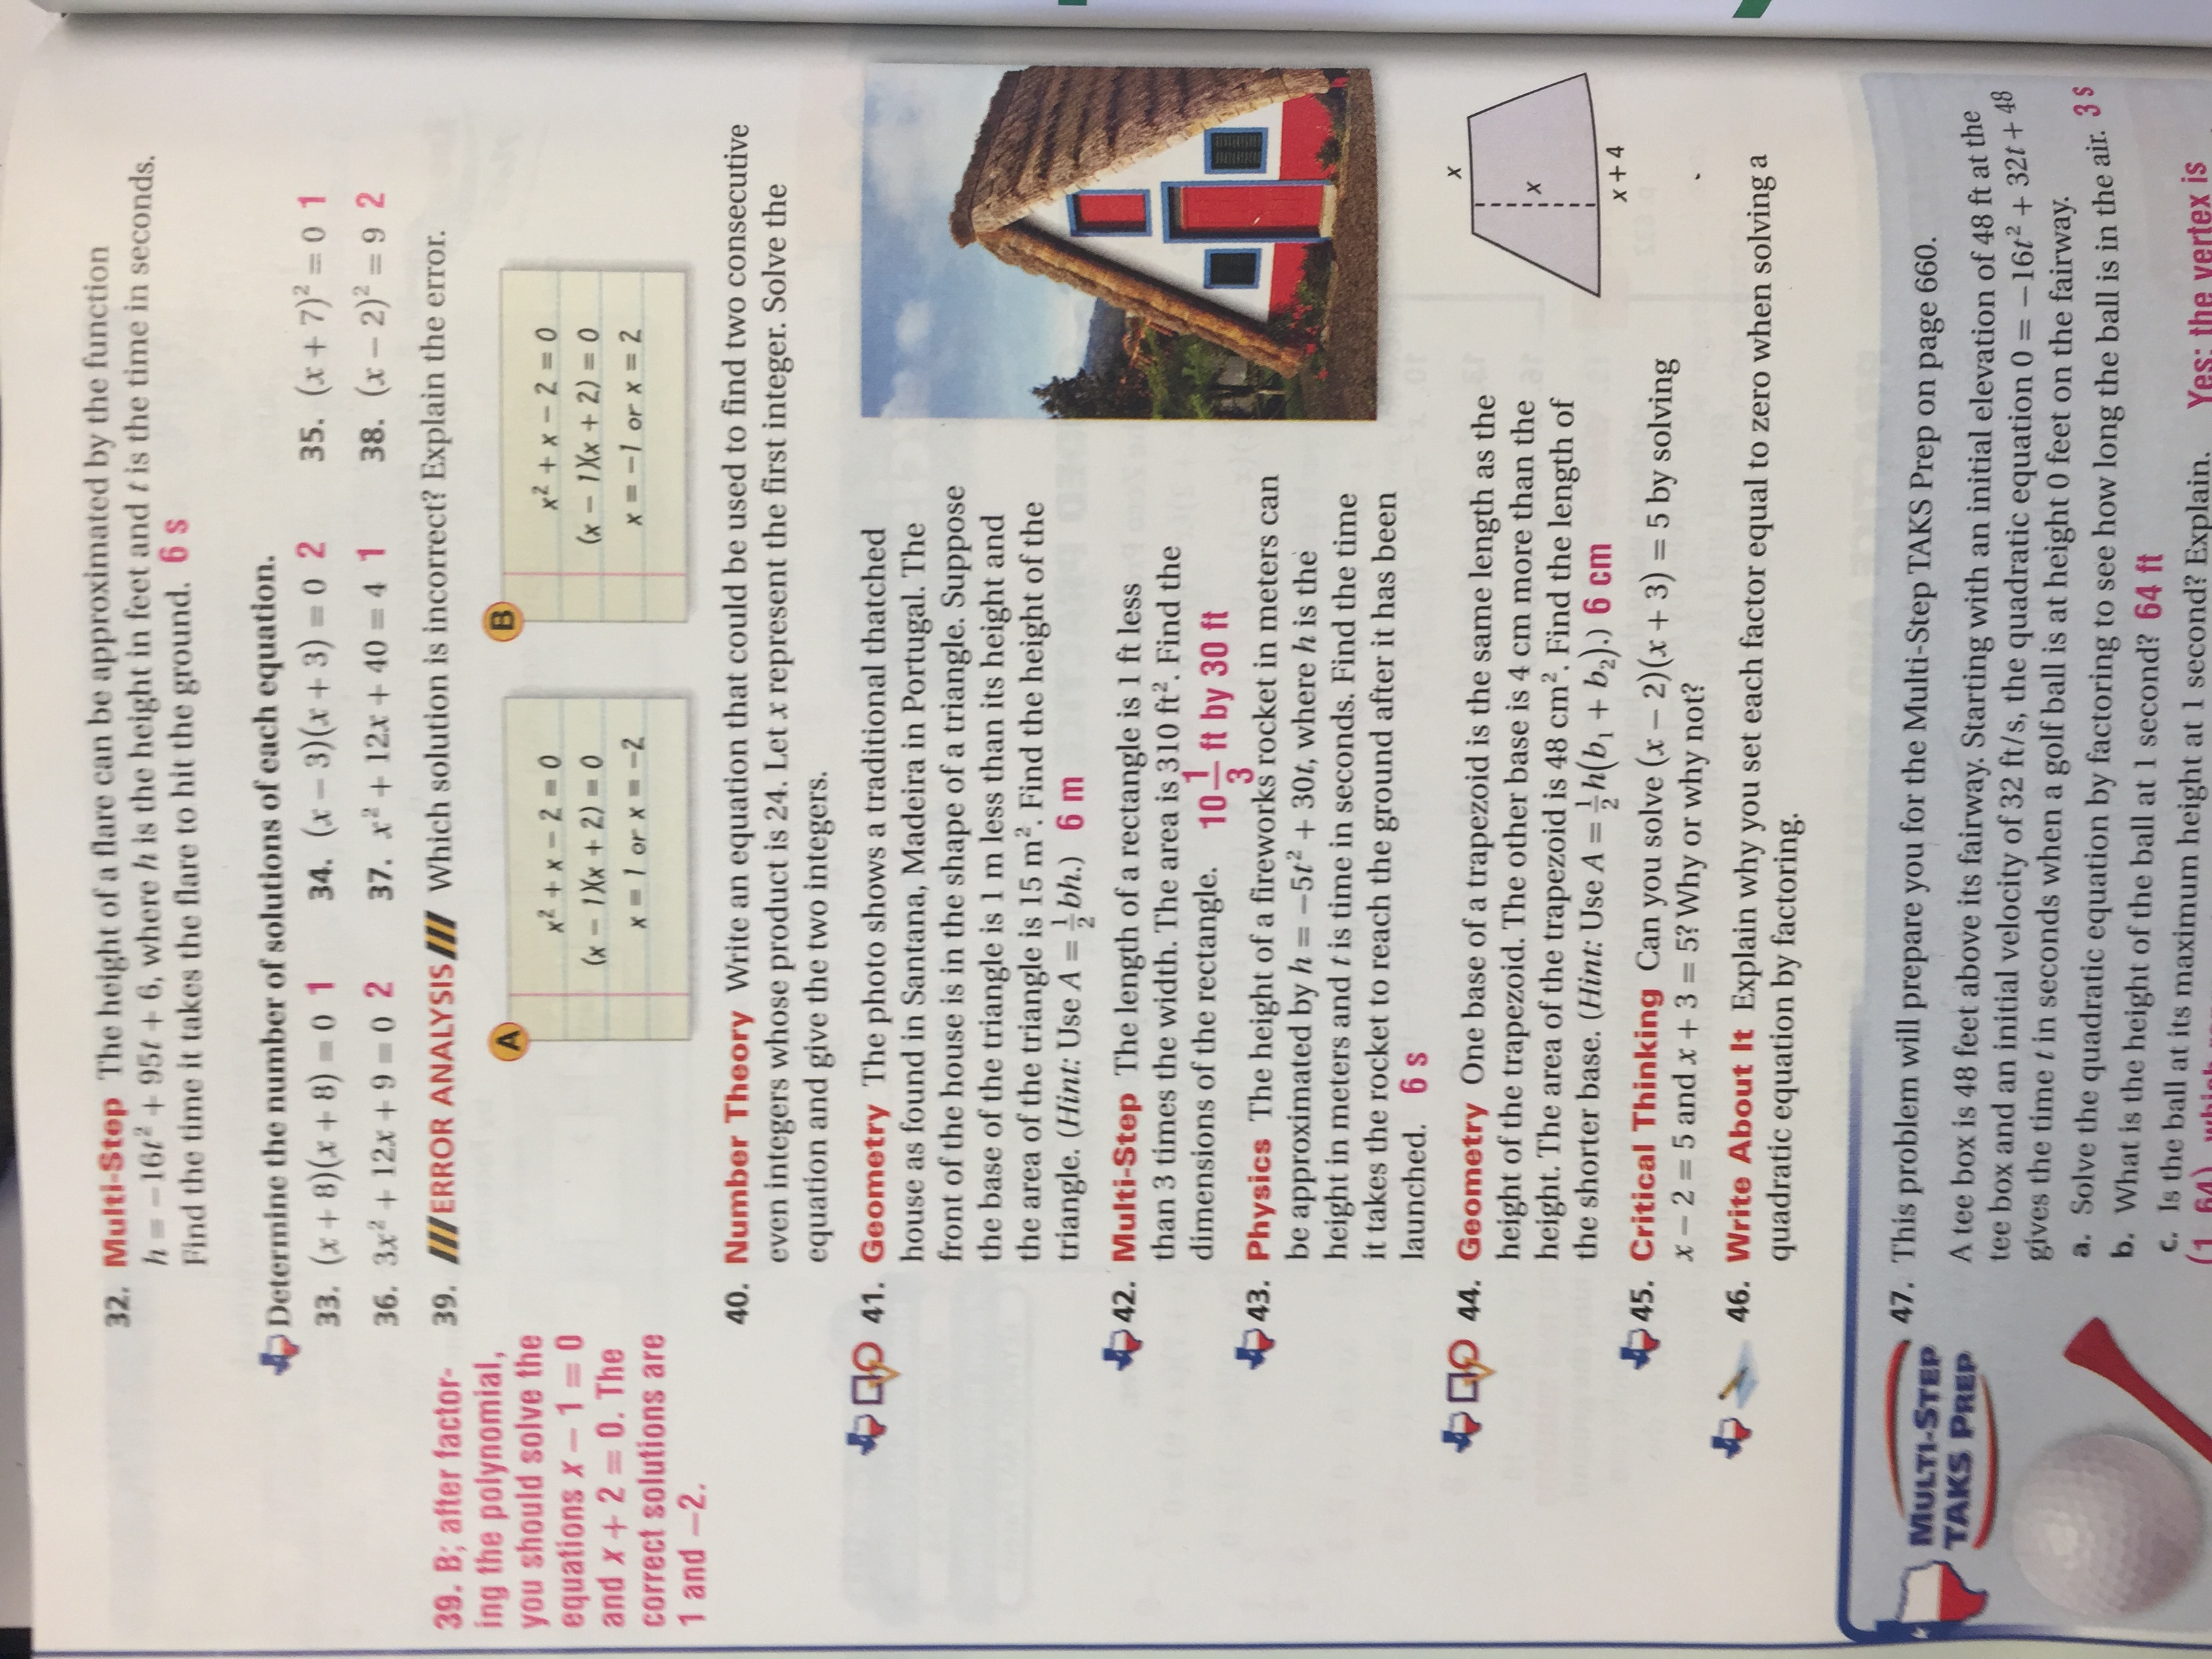 32. Multi-Step The height of a flare can be approximated by the function
h = −16t² + 95t + 6, where h is the height in feet and t is the time in seconds.
Find the time it takes the flare to hit the ground. 6 s
Determine the number of solutions of each equation.
33. (x + 8)(x + 8) = 0 1 34. (x − 3)(x + 3) = 0 2 35. (x + 7)² = 0 1
36. 3x² + 12x + 9 = 0 2 37. x² + 12x + 40 = 4 1 38. (x − 2)² = 9 2
39. B; after factor-
ing the polynomial,
you should solve the
equations x − 1 = 0
and x + 2 = 0. The
correct solutions are
1 and −2.
39. ERROR ANALYSIS Which solution is incorrect? Explain the error.
A
x² + x − 2 = 0
(x − 1)(x + 2) = 0
x = 1 or x = −2
B
x² + x − 2 = 0
(x − 1)(x + 2) = 0
x = −1 or x = 2
40. Number Theory Write an equation that could be used to find two consecutive
even integers whose product is 24. Let x represent the first integer. Solve the
equation and give the two integers.
41. Geometry The photo shows a traditional thatched
house as found in Santana, Madeira in Portugal. The
front of the house is in the shape of a triangle. Suppose
the base of the triangle is 1 m less than its height and
the area of the triangle is 15 m². Find the height of the
triangle. (Hint: Use A = ½bh.) 6 m
42. Multi-Step The length of a rectangle is 1 ft less
than 3 times the width. The area is 310 ft². Find the
dimensions of the rectangle. 10 1/3 ft by 30 ft
43. Physics The height of a fireworks rocket in meters can
be approximated by h = −5t² + 30t, where h is the
height in meters and t is time in seconds. Find the time
it takes the rocket to reach the ground after it has been
launched. 6 s
44. Geometry One base of a trapezoid is the same length as the
height of the trapezoid. The other base is 4 cm more than the
height. The area of the trapezoid is 48 cm². Find the length of
the shorter base. (Hint: Use A = ½h(b₁ + b₂).) 6 cm
x
x
x + 4
45. Critical Thinking Can you solve (x − 2)(x + 3) = 5 by solving
x − 2 = 5 and x + 3 = 5? Why or why not?
46. Write About It Explain why you set each factor equal to zero when solving a
quadratic equation by factoring.
MULTI-STEP
TAKS PREP
47. This problem will prepare you for the Multi-Step TAKS Prep on page 660.
A tee box is 48 feet above its fairway. Starting with an initial elevation of 48 ft at the
tee box and an initial velocity of 32 ft/s, the quadratic equation 0 = −16t² + 32t + 48
gives the time t in seconds when a golf ball is at height 0 feet on the fairway.
a. Solve the quadratic equation by factoring to see how long the ball is in the air. 3 s
b. What is the height of the ball at 1 second? 64 ft
c. Is the ball at its maximum height at 1 second? Explain. Yes; the vertex is
(1, 64), which